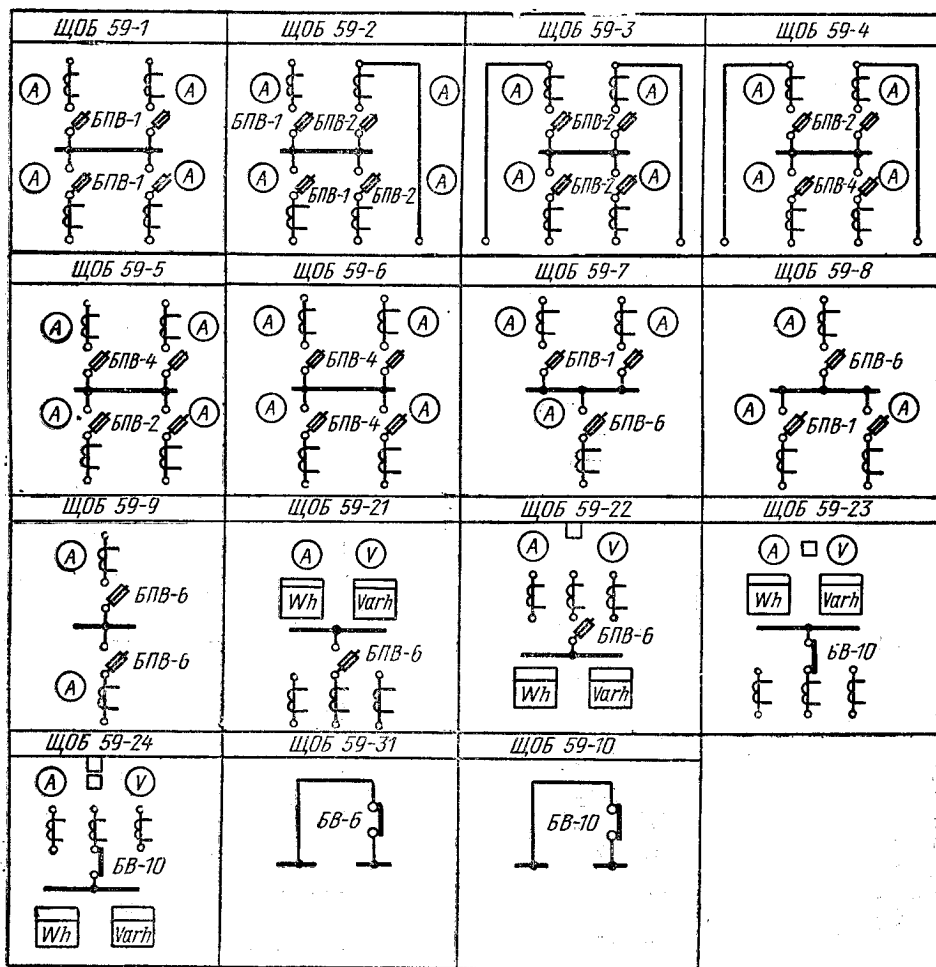 ЩОБ 59-1 ЩОБ 59-2 ЩОБ 59-3 ЩОБ 59-4
A A A A A A A A
БПВ-1 БПВ-1 БПВ-2 БПВ-2 БПВ-2
A A A A A A A A
БПВ-1 БПВ-1 БПВ-2 БПВ-2 БПВ-4
ЩОБ 59-5 ЩОБ 59-6 ЩОБ 59-7 ЩОБ 59-8
A A A A A A A
БПВ-4 БПВ-4 БПВ-1 БПВ-6
A A A A A A A
БПВ-2 БПВ-4 БПВ-6 БПВ-1
ЩОБ 59-9 ЩОБ 59-21 ЩОБ 59-22 ЩОБ 59-23
A A V A V A V
БПВ-6 Wh Varh Wh Varh
БПВ-6 БПВ-6 БПВ-6 БВ-10
A Wh Varh
ЩОБ 59-24 ЩОБ 59-31 ЩОБ 59-10
A V
БВ-10 БВ-6 БВ-10
Wh Varh